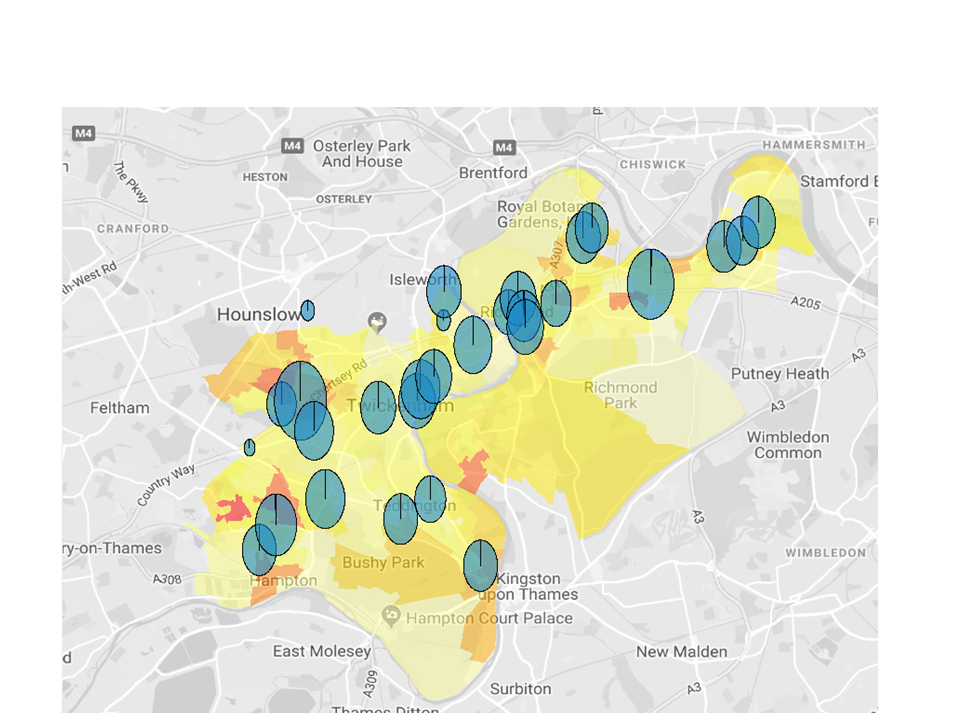 M4
M4
M4
Osterley Park
And House
HAMMERSMITH
CHISWICK
The Pkwy
HESTON
Brentford
Stamford
OSTERLEY
Royal
Gardens,
CRANFORD
A307
th-West Rd
Isleworth
A205
Hounslow
A3
Chertsey Rd
Putney Heath
Richmond
Park
Feltham
Twickenham
A3
Wimbledon
Common
Country Way
Teddington
A3
ry-on-Thames
WIMBLEDON
Bushy Park
A308
Hampton
Kingston
upon Thames
Hampton Court Palace
East Molesey
New Malden
A309
Surbiton
A3
Thames Ditton